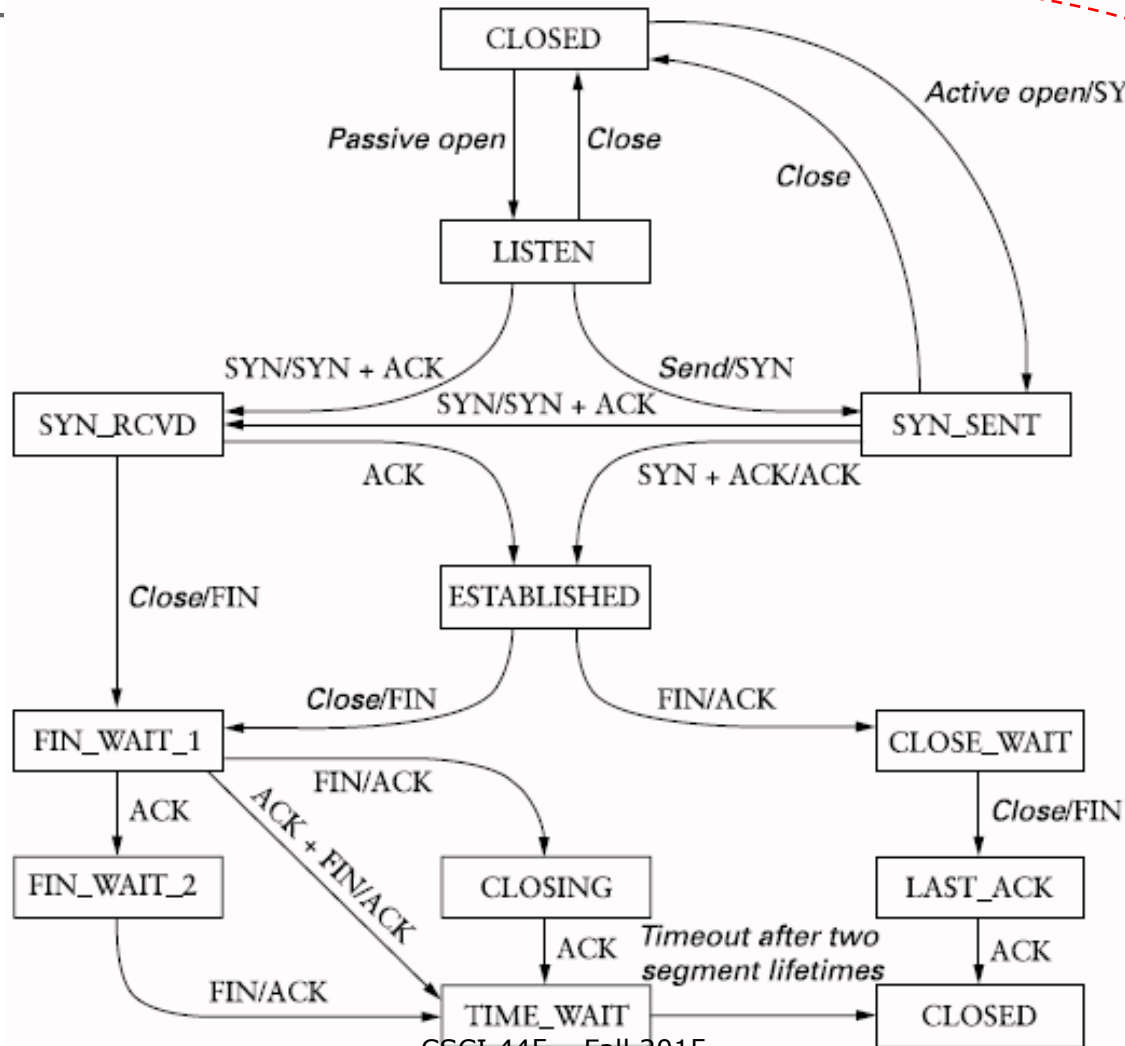 CLOSED
Active open/SY
Passive open
Close
Close
LISTEN
SYN/SYN + ACK
Send/SYN
SYN/SYN + ACK
SYN_RCVD
SYN_SENT
ACK
SYN + ACK/ACK
Close/FIN
ESTABLISHED
Close/FIN
FIN/ACK
FIN_WAIT_1
CLOSE_WAIT
FIN/ACK
ACK
ACK + FIN/ACK
Close/FIN
FIN_WAIT_2
CLOSING
LAST_ACK
ACK
Timeout after two
segment lifetimes
ACK
FIN/ACK
TIME_WAIT
CLOSED